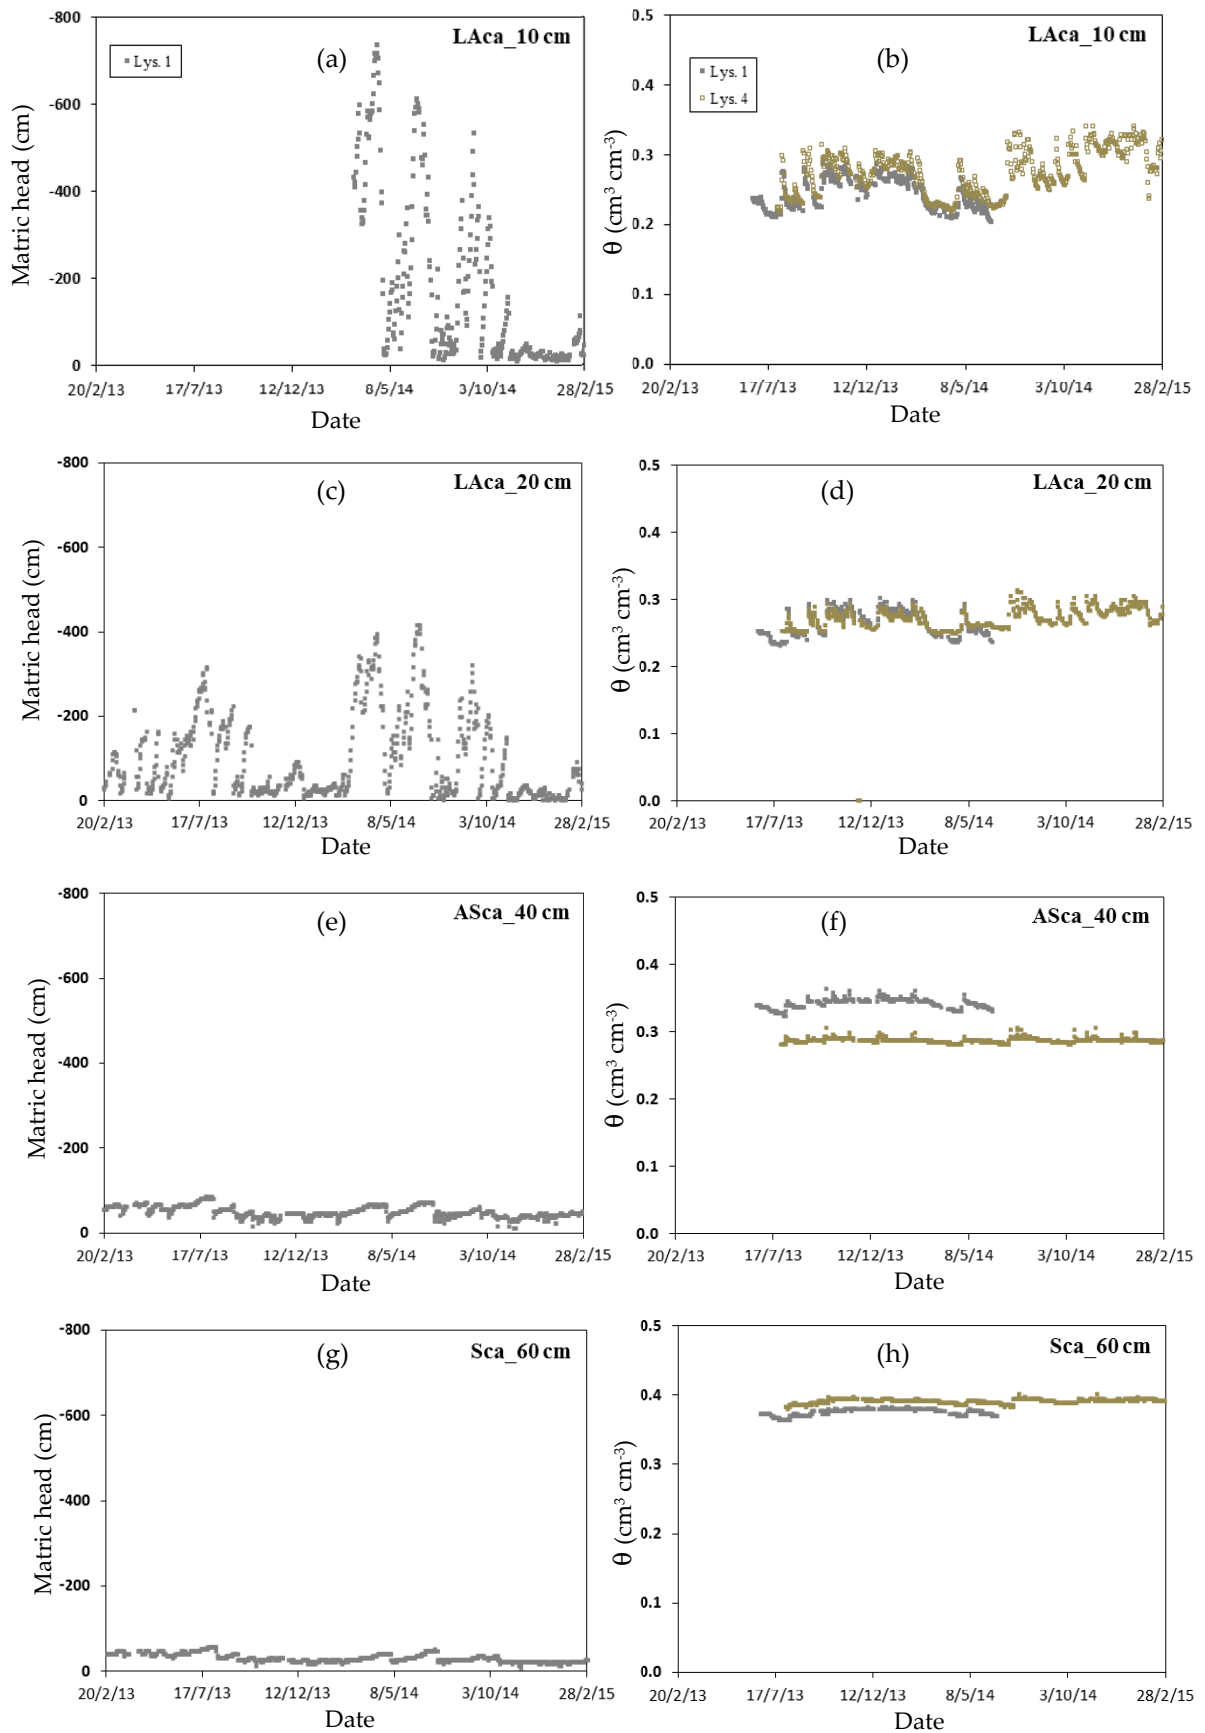 -800
LAca_10 cm
(a)
Lys. 1
-600
-400
-200
0
Matric head (cm)
20/2/13 17/7/13 12/12/13 8/5/14 3/10/14 28/2/15
Date
0.5
LAca_10 cm
(b)
Lys. 1
Lys. 4
0.4
0.3
0.2
0.1
0.0
θ (cm³ cm⁻³)
20/2/13 17/7/13 12/12/13 8/5/14 3/10/14 28/2/15
Date
-800
LAca_20 cm
(c)
-600
-400
-200
0
Matric head (cm)
20/2/13 17/7/13 12/12/13 8/5/14 3/10/14 28/2/15
Date
0.5
LAca_20 cm
(d)
0.4
0.3
0.2
0.1
0.0
θ (cm³ cm⁻³)
20/2/13 17/7/13 12/12/13 8/5/14 3/10/14 28/2/15
Date
-800
ASca_40 cm
(e)
-600
-400
-200
0
Matric head (cm)
20/2/13 17/7/13 12/12/13 8/5/14 3/10/14 28/2/15
Date
0.5
ASca_40 cm
(f)
0.4
0.3
0.2
0.1
0.0
θ (cm³ cm⁻³)
20/2/13 17/7/13 12/12/13 8/5/14 3/10/14 28/2/15
Date
-800
Sca_60 cm
(g)
-600
-400
-200
0
Matric head (cm)
20/2/13 17/7/13 12/12/13 8/5/14 3/10/14 28/2/15
Date
0.5
Sca_60 cm
(h)
0.4
0.3
0.2
0.1
0.0
θ (cm³ cm⁻³)
20/2/13 17/7/13 12/12/13 8/5/14 3/10/14 28/2/15
Date